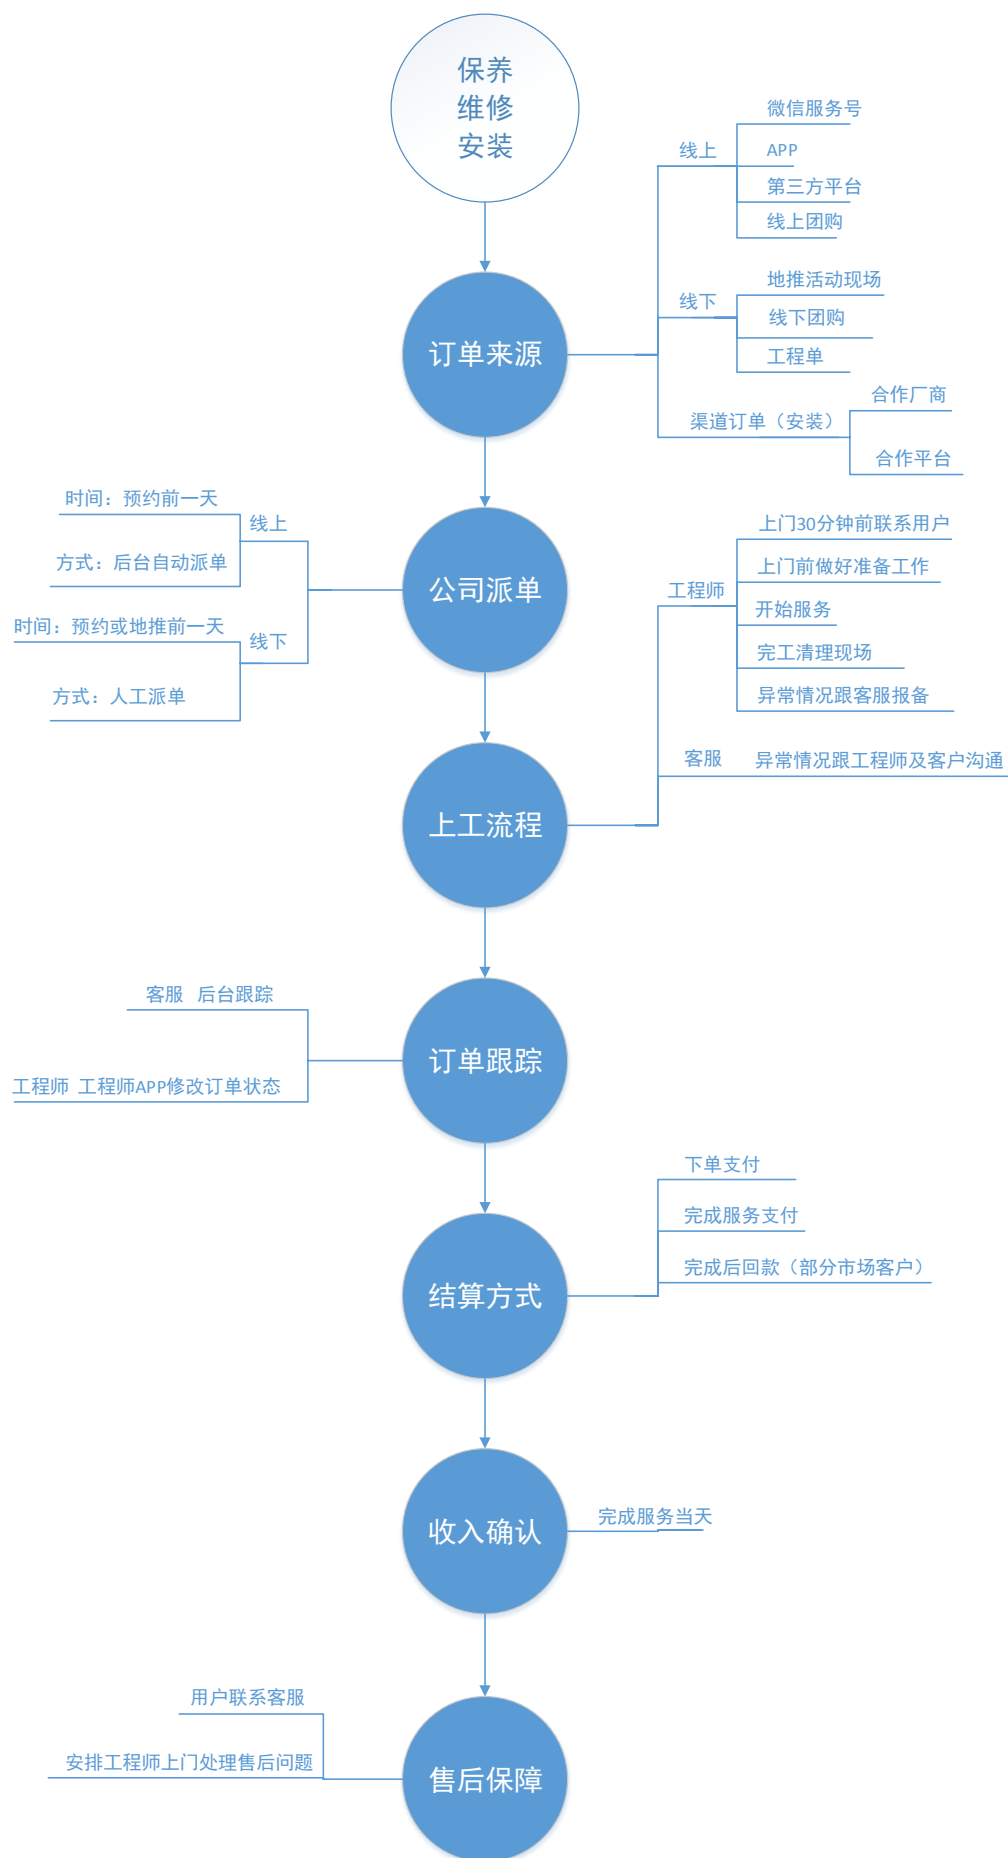 保养
维修
安装
订单来源
线上
微信服务号
APP
第三方平台
线上团购
线下
地推活动现场
线下团购
工程单
渠道订单（安装）
合作厂商
合作平台
公司派单
线上
时间：预约前一天
方式：后台自动派单
线下
时间：预约或地推前一天
方式：人工派单
上工流程
工程师
上门30分钟前联系用户
上门前做好准备工作
开始服务
完工清理现场
异常情况跟客服报备
客服 异常情况跟工程师及客户沟通
订单跟踪
客服 后台跟踪
工程师 工程师APP修改订单状态
结算方式
下单支付
完成服务支付
完成后回款（部分市场客户）
收入确认
完成服务当天
售后保障
用户联系客服
安排工程师上门处理售后问题